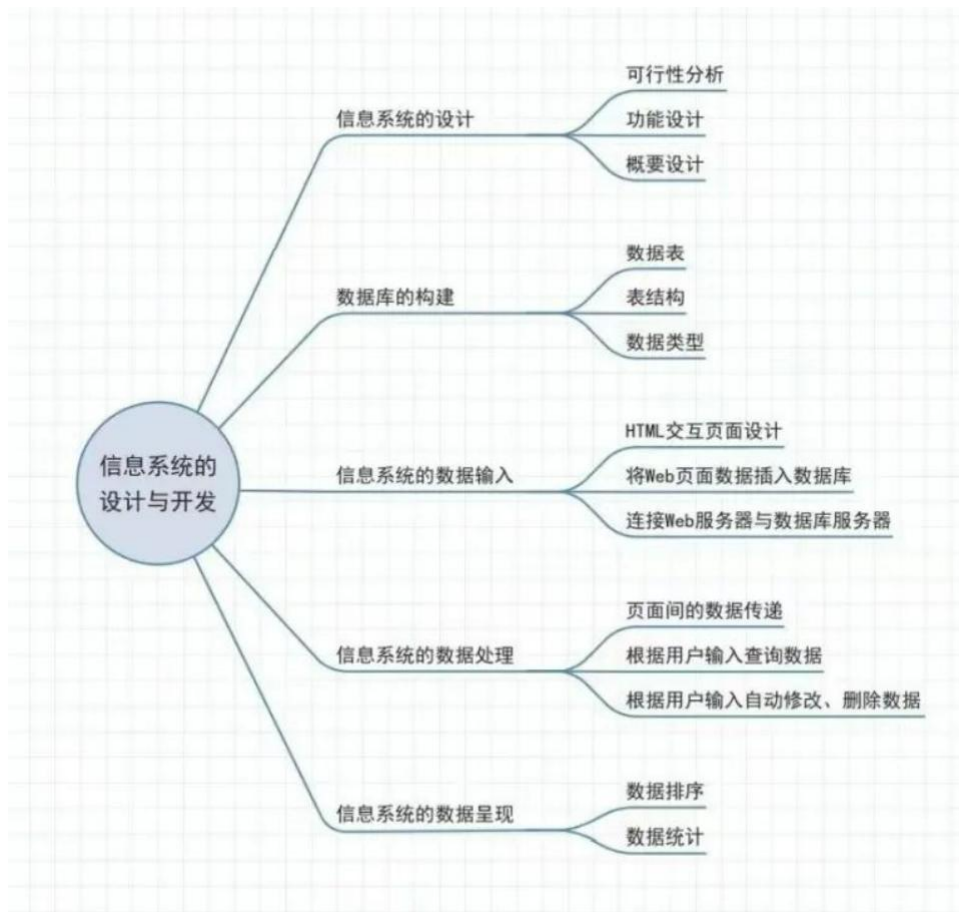 信息系统的
设计与开发
信息系统的设计
可行性分析
功能设计
概要设计
数据库的构建
数据表
表结构
数据类型
信息系统的数据输入
HTML交互页面设计
将Web页面数据插入数据库
连接Web服务器与数据库服务器
信息系统的数据处理
页面间的数据传递
根据用户输入查询数据
根据用户输入自动修改、删除数据
信息系统的数据呈现
数据排序
数据统计